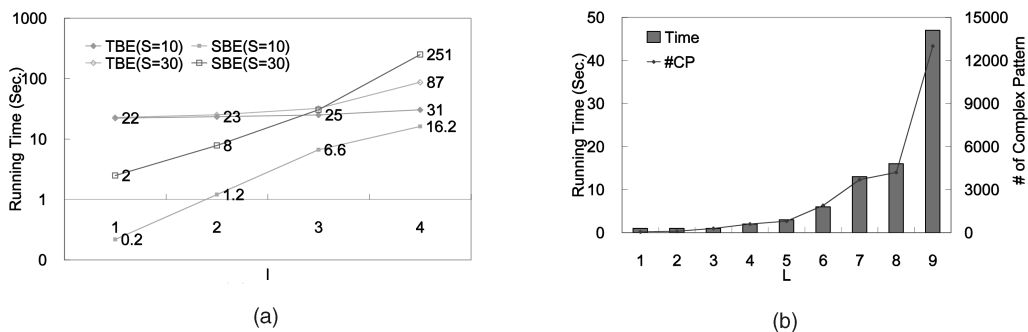 1000
100
10
1
0
Running Time (Sec.)
TBE(S=10) SBE(S=10)
TBE(S=30) SBE(S=30)
251
87
31
16.2
22 23 25
2 8 6.6
0.2 1.2
1 2 3 4
I
(a)
50
40
30
20
10
0
Running Time (Sec.)
Time
#CP
15000
12000
9000
6000
3000
0
# of Complex Pattern
1 2 3 4 5 6 7 8 9
L
(b)